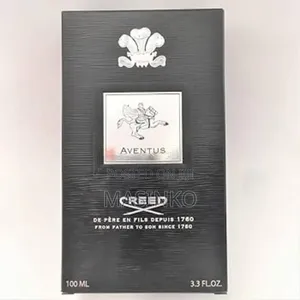 AVENTUS
MASINKO
CREED
DE PÈRE EN FILS DEPUIS 1760
FROM FATHER TO SON SINCE 1760
100 ML
3.3 FL.OZ.